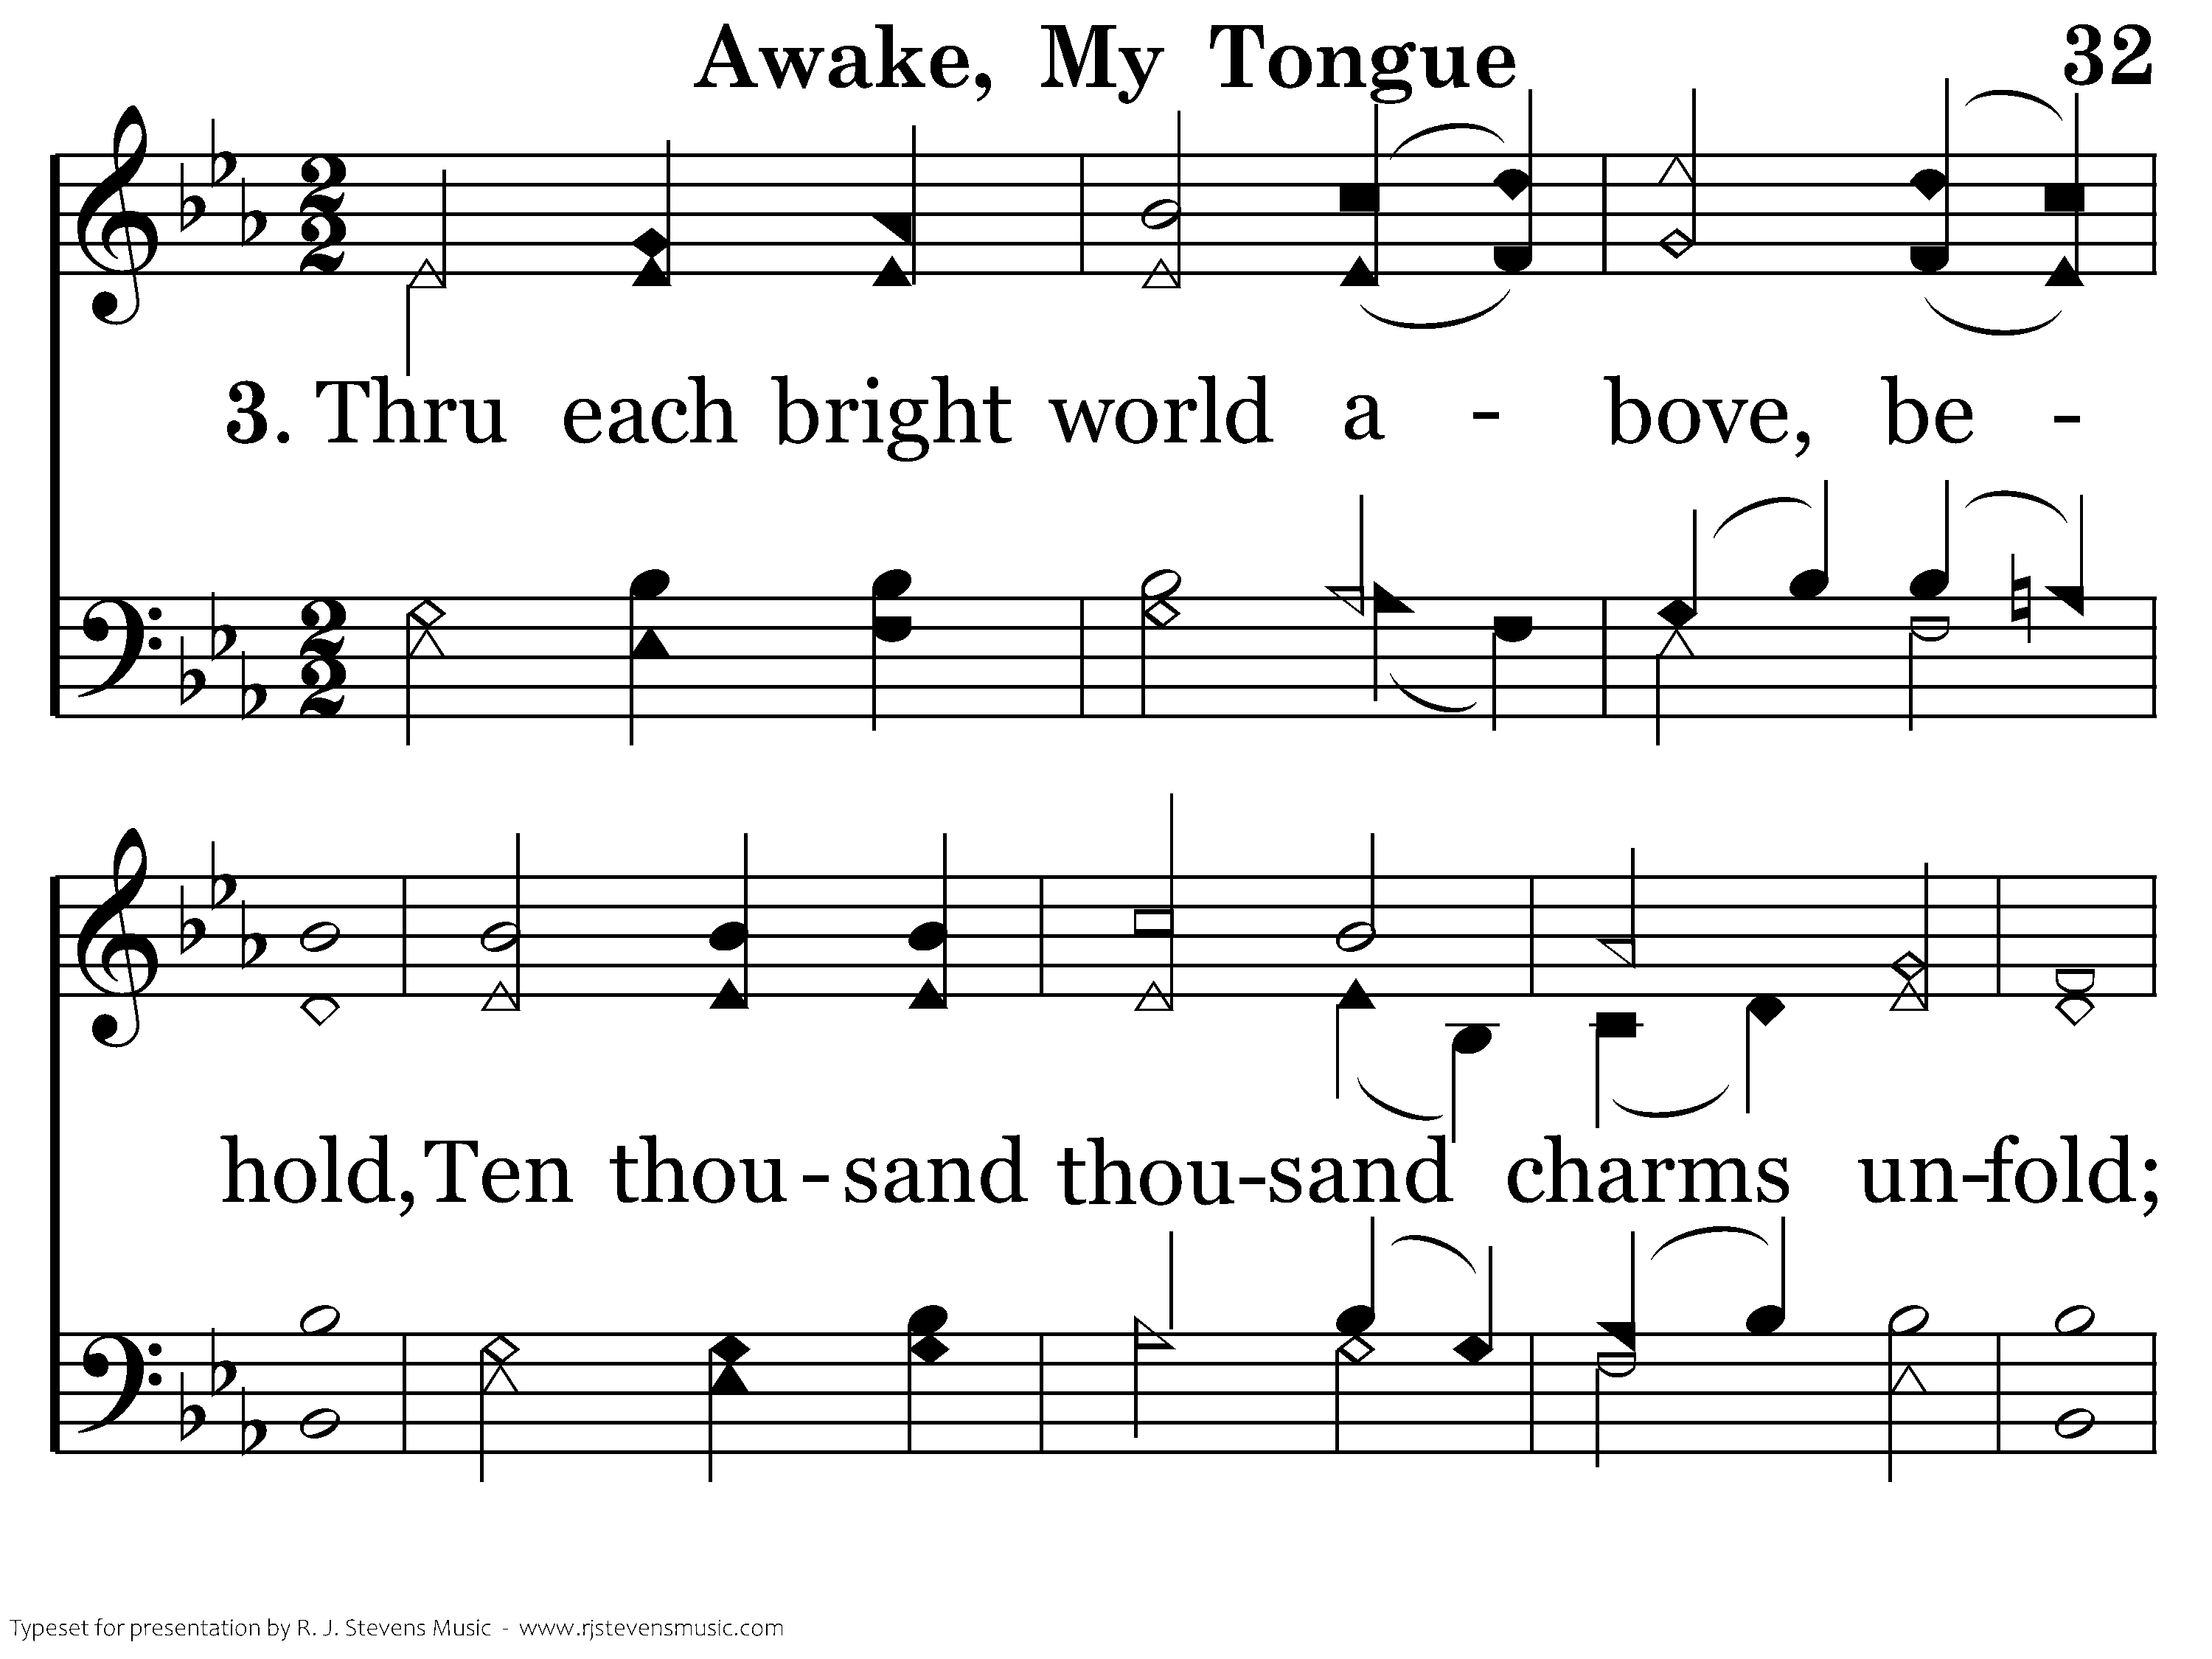 Awake, My Tongue 32
3. Thru each bright world a - bove, be -
hold, Ten thou - sand thou-sand charms un-fold;
Typeset for presentation by R. J. Stevens Music - www.rjstevensmusic.com